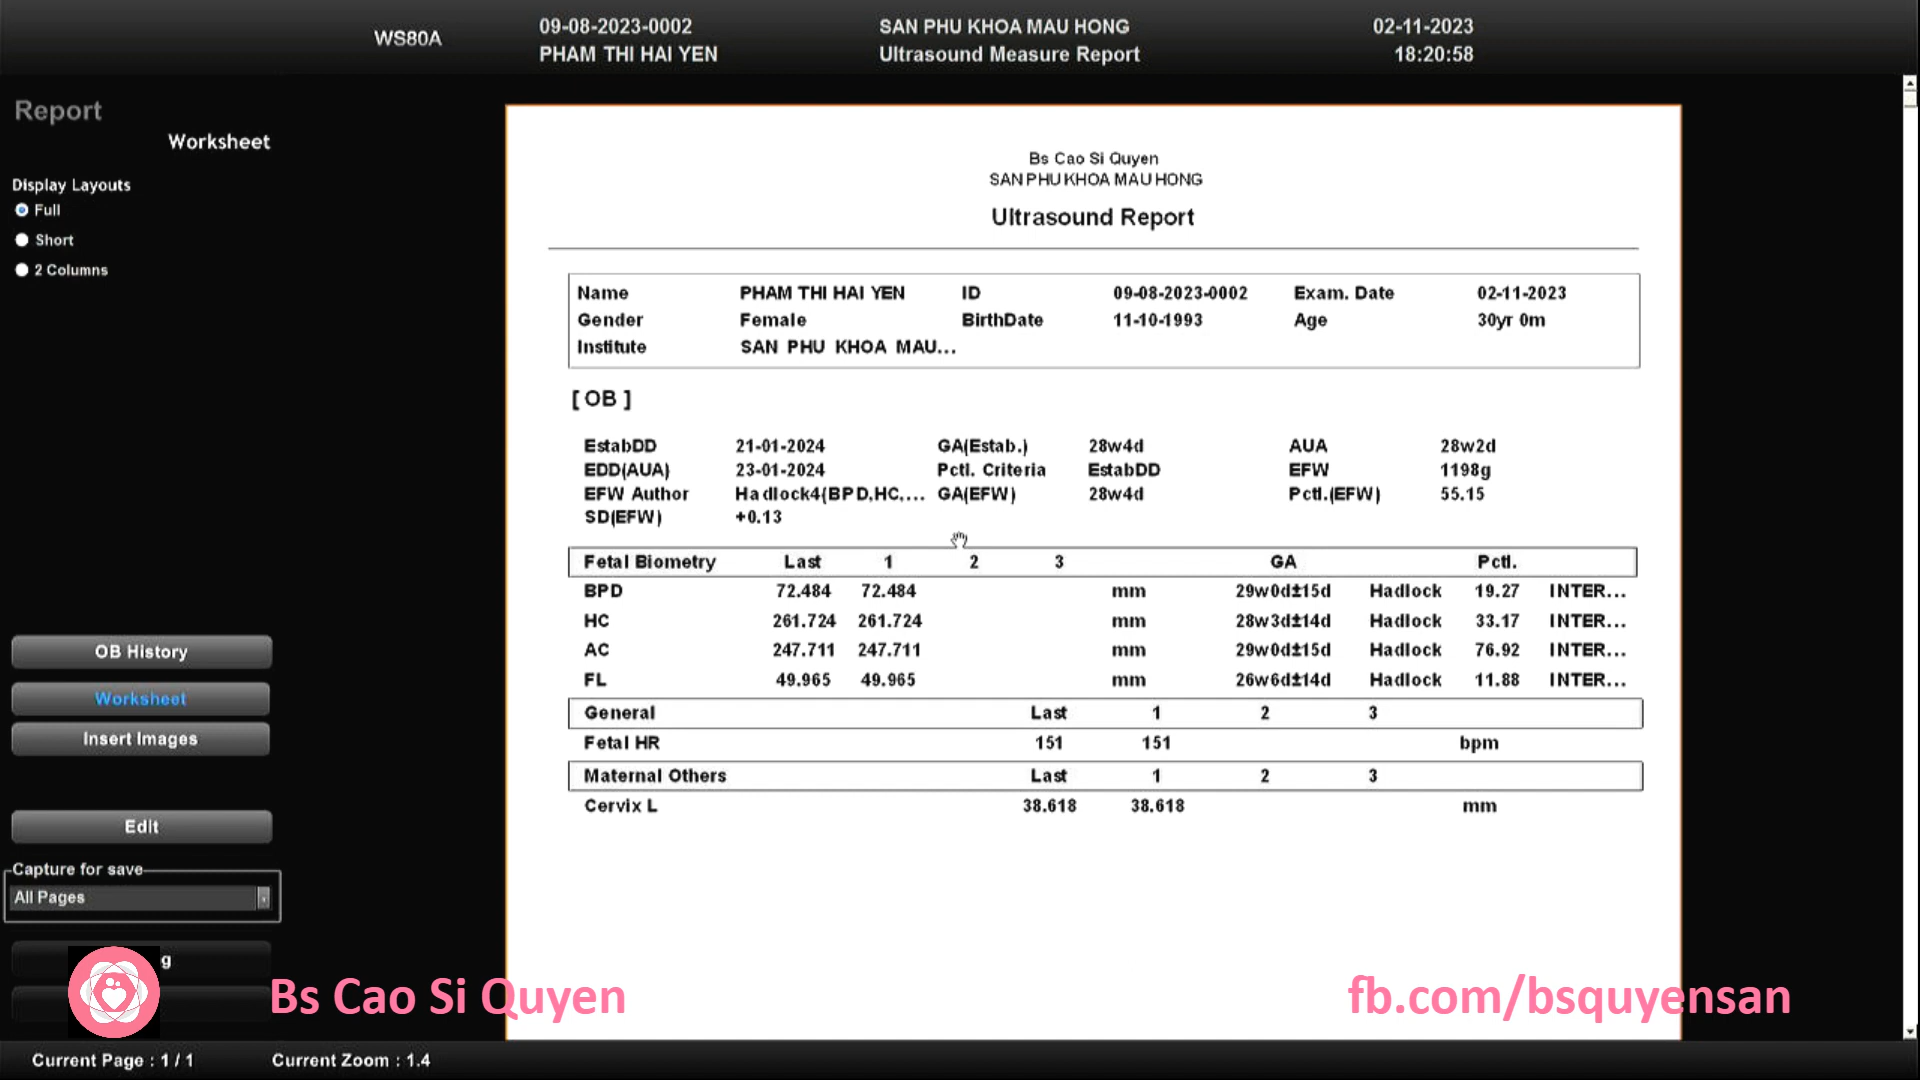 WS80A
09-08-2023-0002 SAN PHU KHOA MAU HONG 02-11-2023
PHAM THI HAI YEN Ultrasound Measure Report 18:20:58
Report
Worksheet
Display Layouts
Full
Short
2 Columns
Bs Cao Si Quyen
SAN PHU KHOA MAU HONG
Ultrasound Report
Name PHAM THI HAI YEN ID 09-08-2023-0002 Exam. Date 02-11-2023
Gender Female BirthDate 11-10-1993 Age 30yr 0m
Institute SAN PHU KHOA MAU...
[ OB ]
EstabDD 21-01-2024 GA(Estab.) 28w4d AUA 28w2d
EDD(AUA) 23-01-2024 Pctl. Criteria EstabDD EFW 1198g
EFW Author Hadlock4(BPD,HC,... GA(EFW) 28w4d Pctl.(EFW) 55.15
SD(EFW) +0.13
Fetal Biometry Last 1 2 3 GA Pctl.
BPD 72.484 72.484 mm 29w0d±15d Hadlock 19.27 INTER...
HC 261.724 261.724 mm 28w3d±14d Hadlock 33.17 INTER...
AC 247.711 247.711 mm 29w0d±15d Hadlock 76.92 INTER...
FL 49.965 49.965 mm 26w6d±14d Hadlock 11.88 INTER...
General Last 1 2 3
Fetal HR 151 151 bpm
Maternal Others Last 1 2 3
Cervix L 38.618 38.618 mm
OB History
Worksheet
Insert Images
Edit
Capture for save
All Pages
g
Bs Cao Si Quyen fb.com/bsquyensan
Current Page : 1 / 1 Current Zoom : 1.4